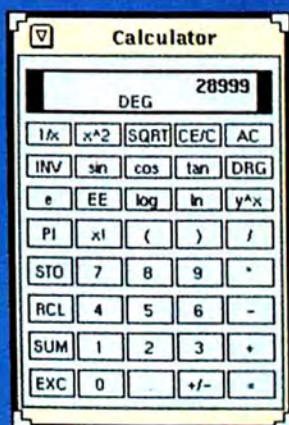 Calculator
28999
DEG
1/x x^2 SQRT CE/C AC
INV sin cos tan DRG
e EE log ln y^x
PI x! ( ) /
STO 7 8 9 *
RCL 4 5 6 -
SUM 1 2 3 +
EXC 0 . +/- =